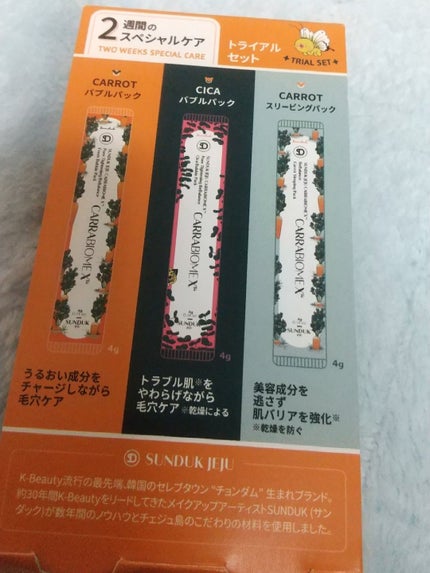 2週間の
スペシャルケア
TWO WEEKS SPECIAL CARE
トライアル
セット
TRIAL SET
CARROT
バブルパック
CICA
バブルパック
CARROT
スリーピングパック
CARRABIOME X™
SUNDUK
4g
CARRABIOME X™
SUNDUK
4g
CARRABIOME X™
SUNDUK
4g
うるおい成分を
チャージしながら
毛穴ケア
トラブル肌※を
やわらげながら
毛穴ケア ※乾燥による
美容成分を
逃さず
肌バリアを強化※
※乾燥を防ぐ
SUNDUK JEJU
K-Beauty流行の最先端、韓国のセレブタウン "チョンダム" 生まれブランド。
約30年間K-BeautyをリードしてきたメイクアップアーティストSUNDUK (サン
ダック)が数年間のノウハウとチェジュ島のこだわりの材料を使用しました。